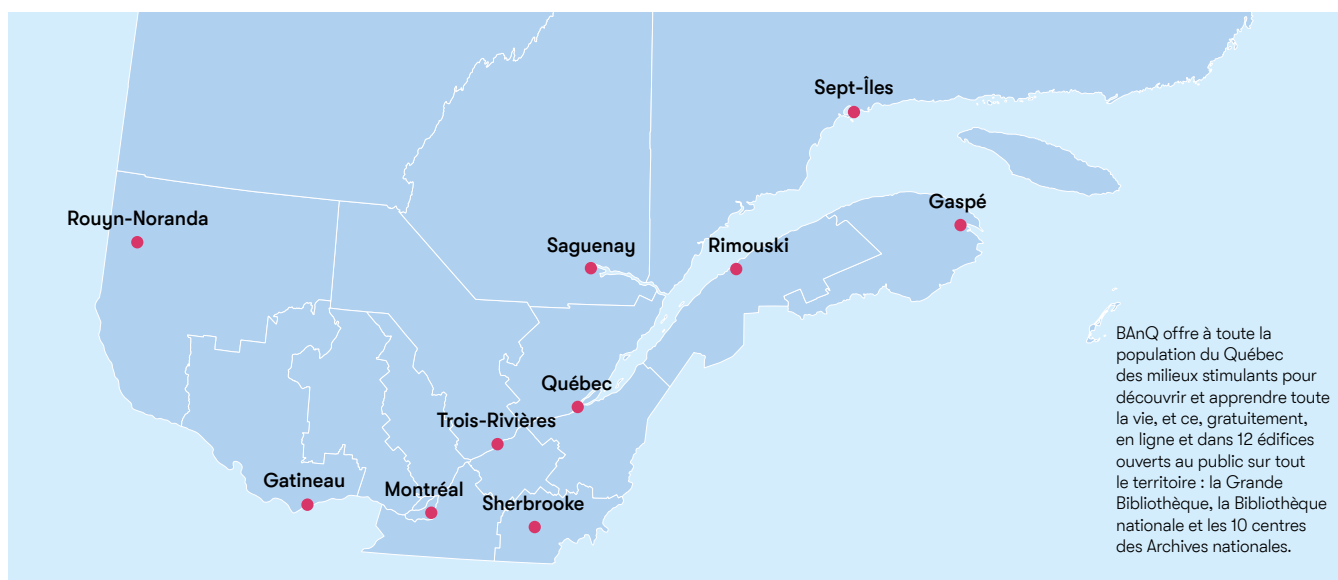 Sept-Îles
Gaspé
Rouyn-Noranda
Saguenay
Rimouski
Québec
Trois-Rivières
Gatineau
Montréal
Sherbrooke
BAnQ offre à toute la
population du Québec
des milieux stimulants pour
découvrir et apprendre toute
la vie, et ce, gratuitement,
en ligne et dans 12 édifices
ouverts au public sur tout
le territoire : la Grande
Bibliothèque, la Bibliothèque
nationale et les 10 centres
des Archives nationales.